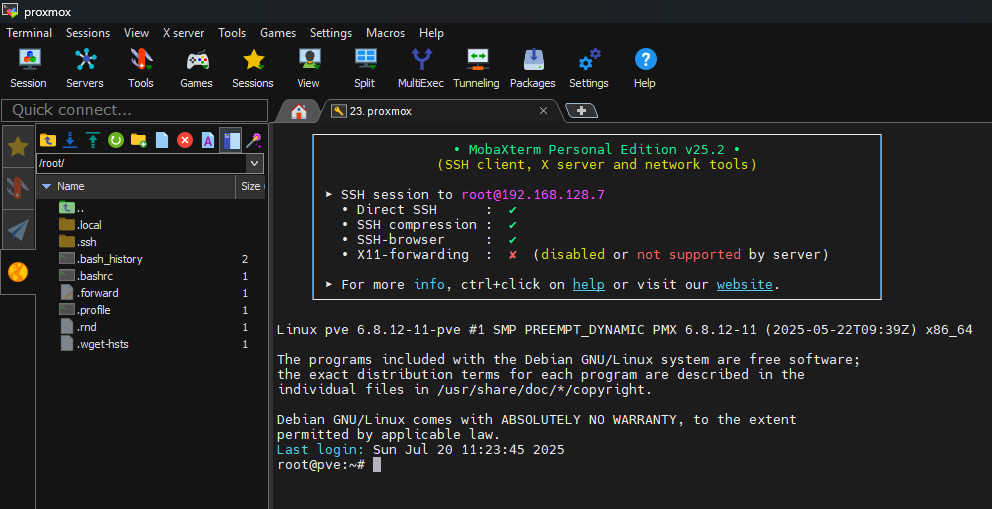 proxmox
Terminal Sessions View X server Tools Games Settings Macros Help
Session Servers Tools Games Sessions View Split MultiExec Tunneling Packages Settings Help
Quick connect...
23. proxmox
/root/
Name Size
..
.local
.ssh
.bash_history 2
.bashrc 1
.forward 1
.profile 1
.rnd 1
.wget-hsts 1
• MobaXterm Personal Edition v25.2 •
(SSH client, X server and network tools)
➤ SSH session to root@192.168.128.7
• Direct SSH : ✔
• SSH compression : ✔
• SSH-browser : ✔
• X11-forwarding : ✘ (disabled or not supported by server)
➤ For more info, ctrl+click on help or visit our website.
Linux pve 6.8.12-11-pve #1 SMP PREEMPT_DYNAMIC PMX 6.8.12-11 (2025-05-22T09:39Z) x86_64
The programs included with the Debian GNU/Linux system are free software;
the exact distribution terms for each program are described in the
individual files in /usr/share/doc/*/copyright.
Debian GNU/Linux comes with ABSOLUTELY NO WARRANTY, to the extent
permitted by applicable law.
Last login: Sun Jul 20 11:23:45 2025
root@pve:~#